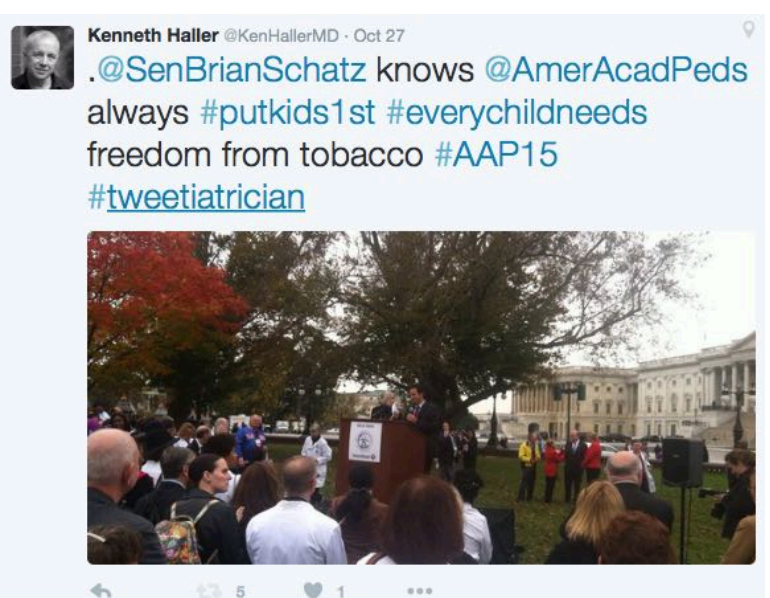 Kenneth Haller @KenHallerMD · Oct 27
.@SenBrianSchatz knows @AmerAcadPeds
always #putkids1st #everychildneeds
freedom from tobacco #AAP15
#tweetiatrician
5 1